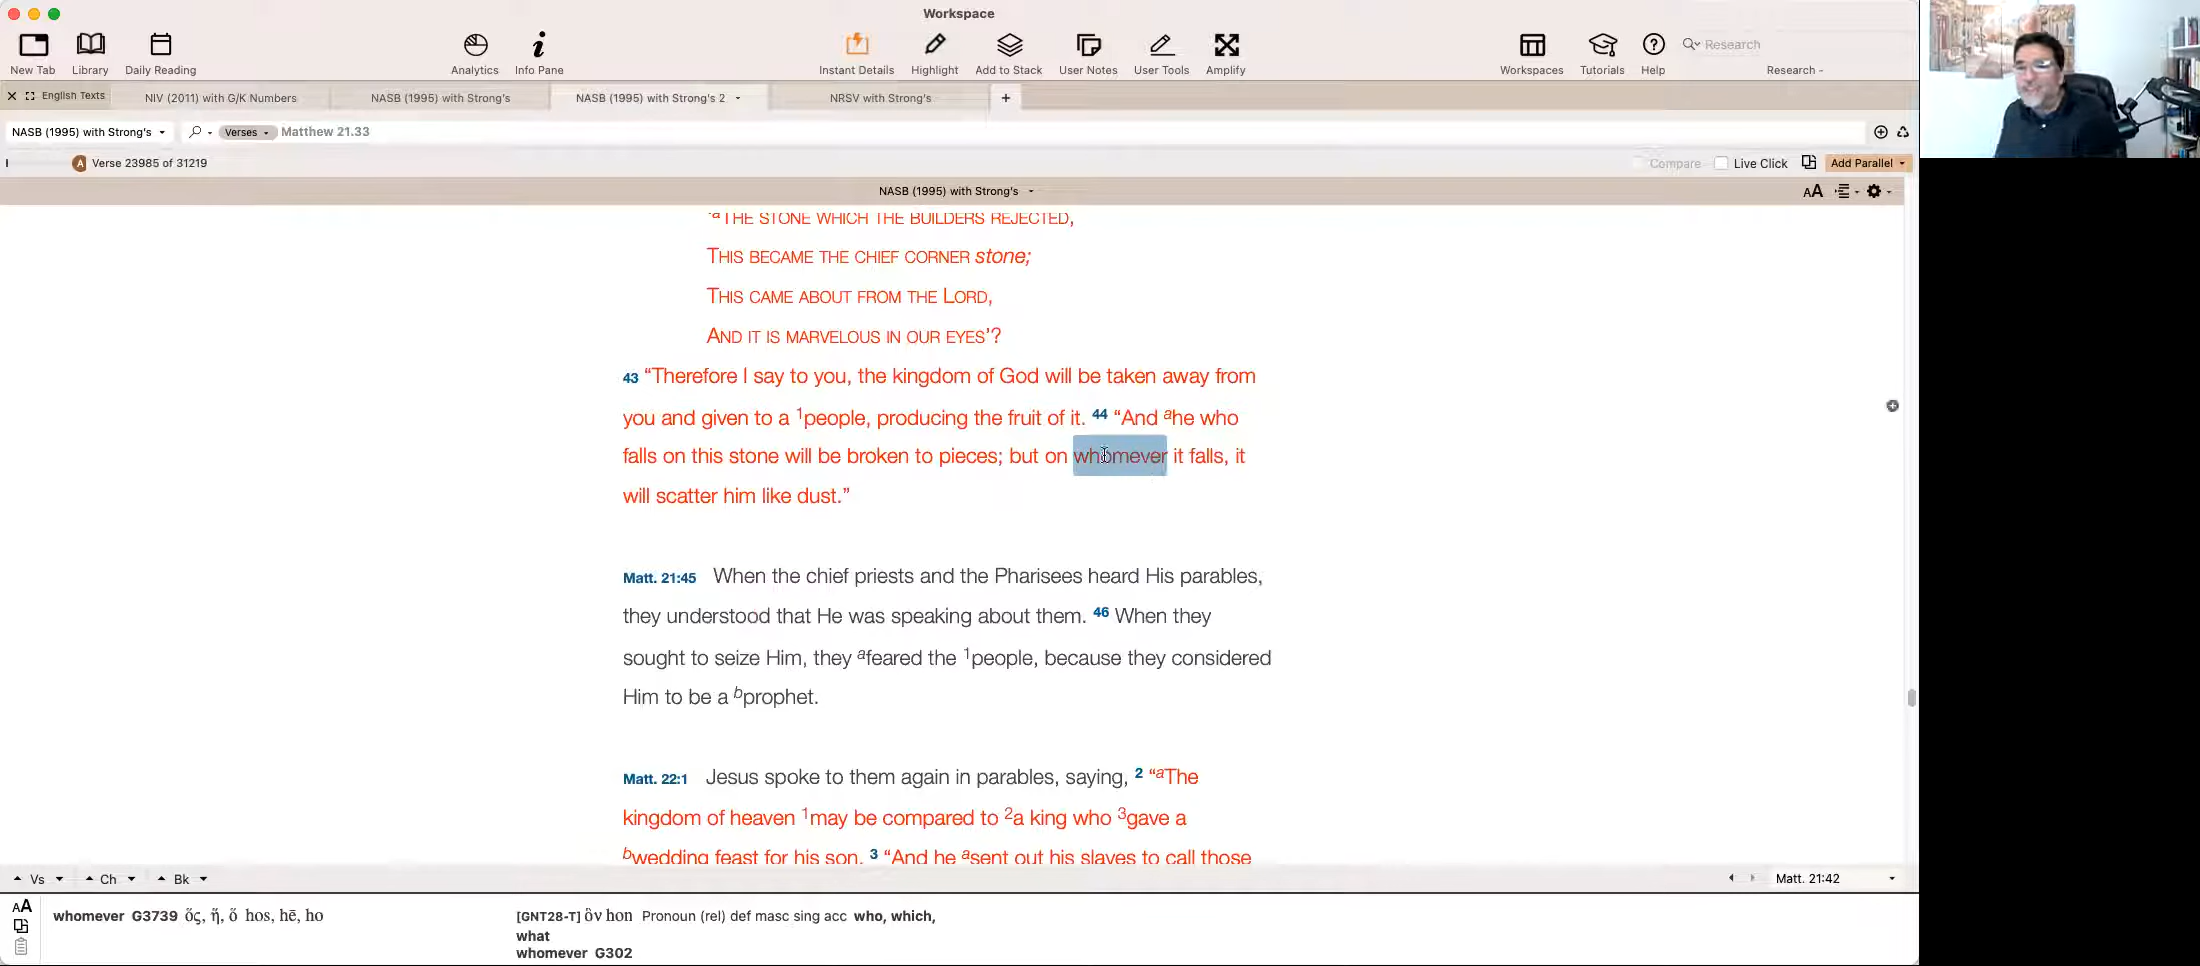 Workspace
New Tab Library Daily Reading Analytics Info Pane Instant Details Highlight Add to Stack User Notes User Tools Amplify Workspaces Tutorials Help Research
Research
English Texts NIV (2011) with G/K Numbers NASB (1995) with Strong's NASB (1995) with Strong's 2 NRSV with Strong's +
NASB (1995) with Strong's Verses Matthew 21.33
A Verse 23985 of 31219 Compare Live Click Add Parallel
NASB (1995) with Strong's AA
ᵃTHE STONE WHICH THE BUILDERS REJECTED,
THIS BECAME THE CHIEF CORNER stone;
THIS CAME ABOUT FROM THE LORD,
AND IT IS MARVELOUS IN OUR EYES’?
43 “Therefore I say to you, the kingdom of God will be taken away from
you and given to a ¹people, producing the fruit of it. 44 “And ᵃhe who
falls on this stone will be broken to pieces; but on whomever it falls, it
will scatter him like dust.”
Matt. 21:45 When the chief priests and the Pharisees heard His parables,
they understood that He was speaking about them. 46 When they
sought to seize Him, they ᵃfeared the ¹people, because they considered
Him to be a ᵇprophet.
Matt. 22:1 Jesus spoke to them again in parables, saying, 2 “ᵃThe
kingdom of heaven ¹may be compared to ²a king who ³gave a
ᵇwedding feast for his son. 3 “And he ᵃsent out his slaves to call those
Vs Ch Bk Matt. 21:42
AA whomever G3739 ὅς, ἥ, ὅ hos, hē, ho [GNT28-T] ὃν hon Pronoun (rel) def masc sing acc who, which,
what
whomever G302